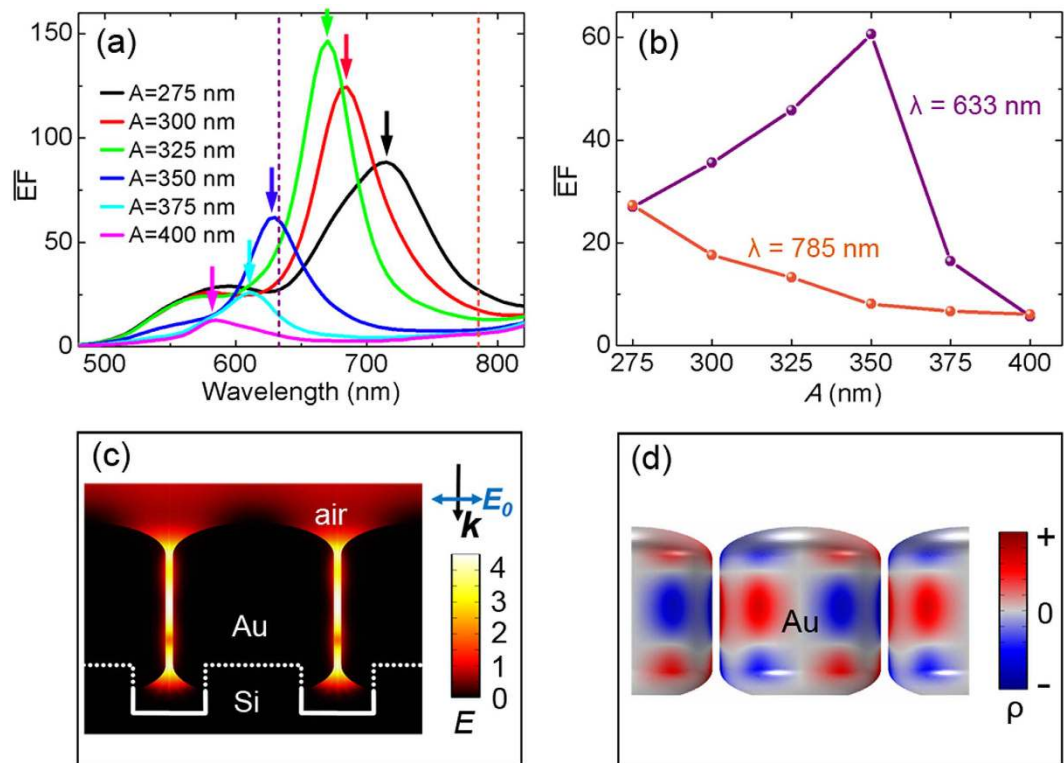 (a)
150
100
50
0
E̅F̅
A=275 nm
A=300 nm
A=325 nm
A=350 nm
A=375 nm
A=400 nm
500 600 700 800
Wavelength (nm)
(b)
60
40
20
0
E̅F̅
λ = 633 nm
λ = 785 nm
275 300 325 350 375 400
A (nm)
(c)
air
Au
Si
E₀
k
4
3
2
1
0
E
(d)
Au
+
0
-
ρ